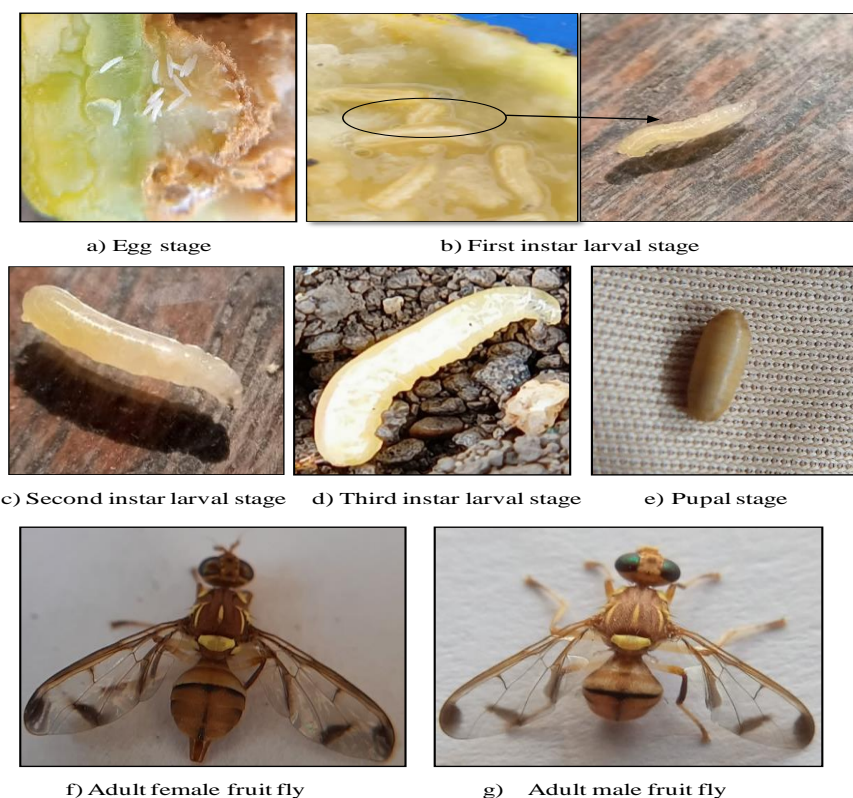 a) Egg stage
b) First instar larval stage
c) Second instar larval stage
d) Third instar larval stage
e) Pupal stage
f) Adult female fruit fly
g) Adult male fruit fly